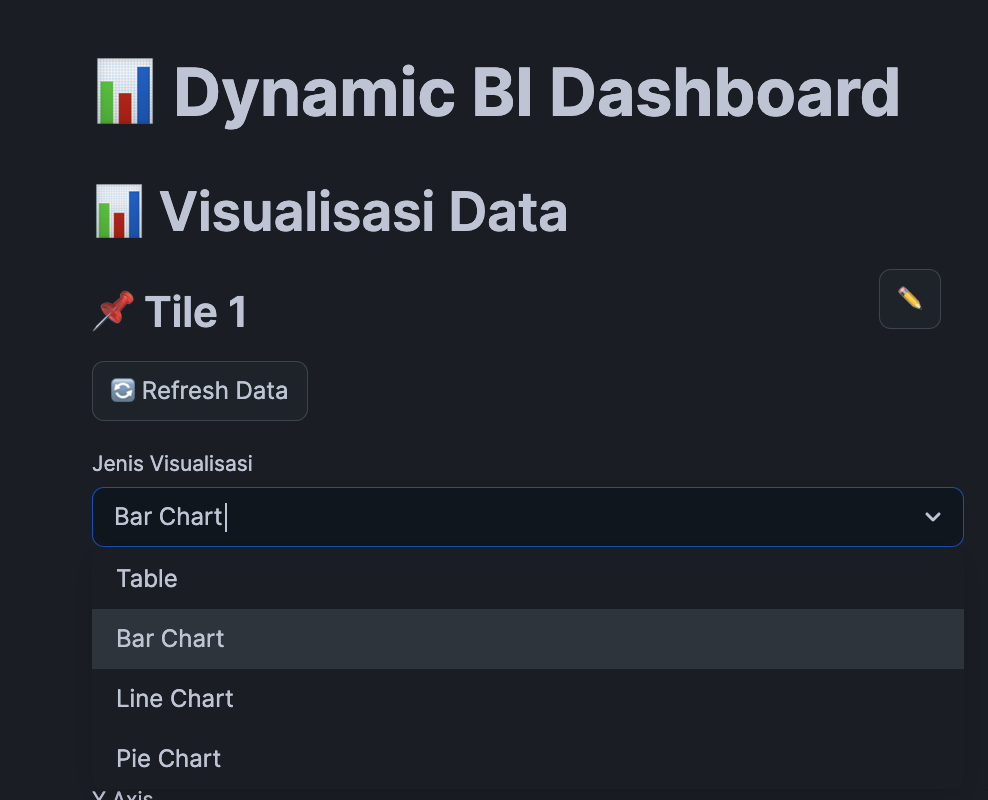 Dynamic BI Dashboard
Visualisasi Data
Tile 1
Refresh Data
Jenis Visualisasi
Bar Chart
Table
Bar Chart
Line Chart
Pie Chart